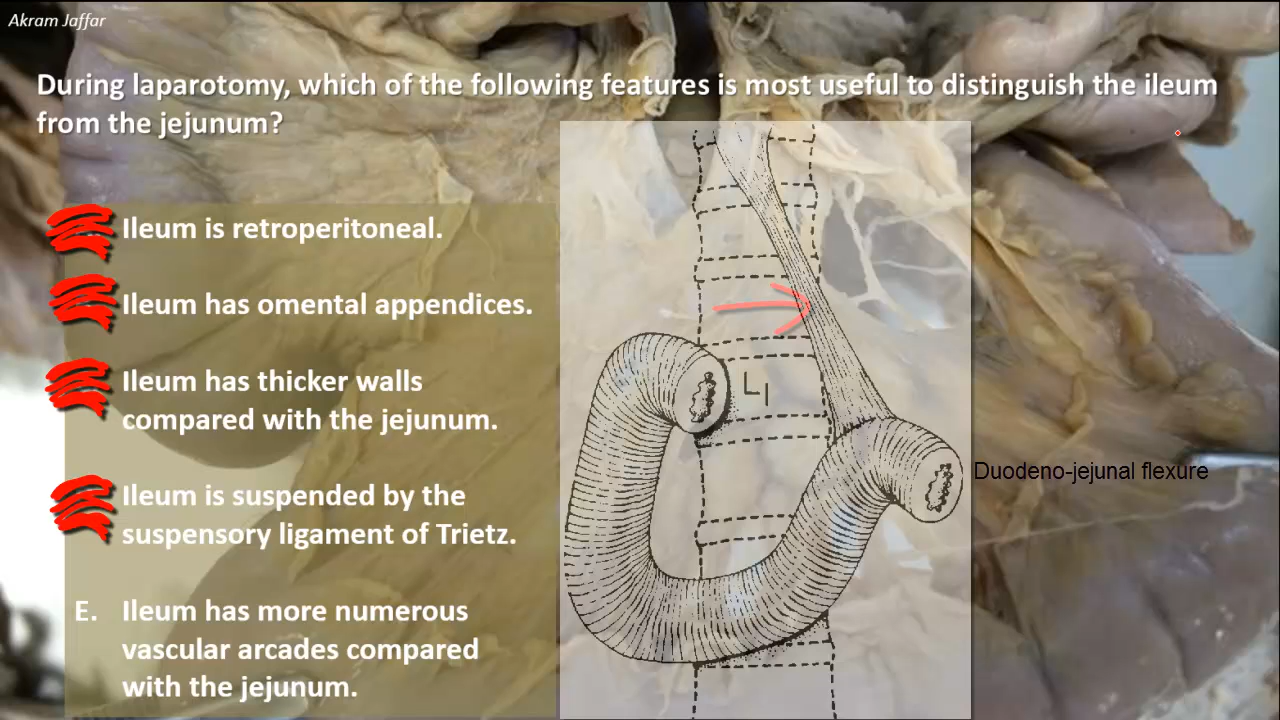 Akram Jaffar
During laparotomy, which of the following features is most useful to distinguish the ileum
from the jejunum?
Ileum is retroperitoneal.
Ileum has omental appendices.
Ileum has thicker walls
compared with the jejunum.
Ileum is suspended by the
suspensory ligament of Trietz.
E. Ileum has more numerous
vascular arcades compared
with the jejunum.
L1
Duodeno-jejunal flexure